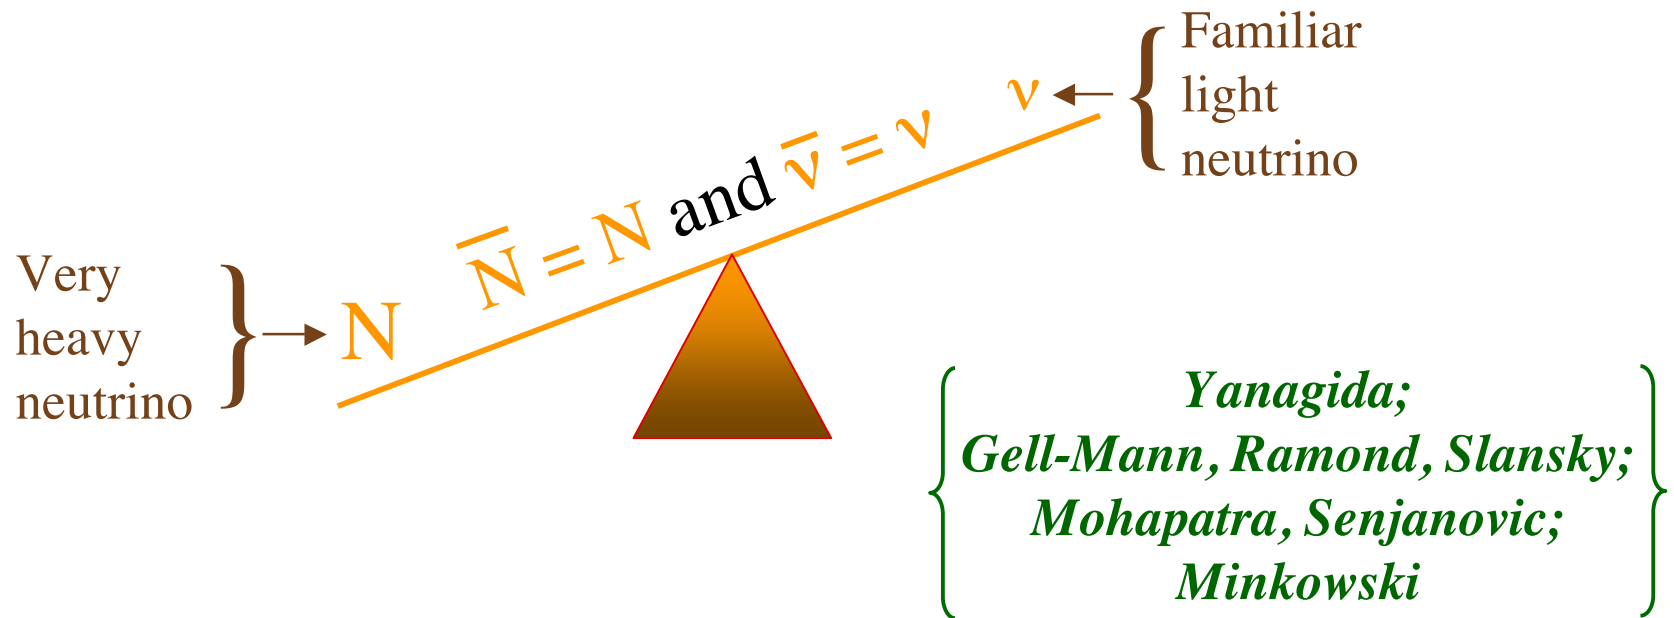 Familiar
light
neutrino
ν
N̅ = N and ν̅ = ν
Very
heavy
neutrino
N
Yanagida;
Gell-Mann, Ramond, Slansky;
Mohapatra, Senjanovic;
Minkowski